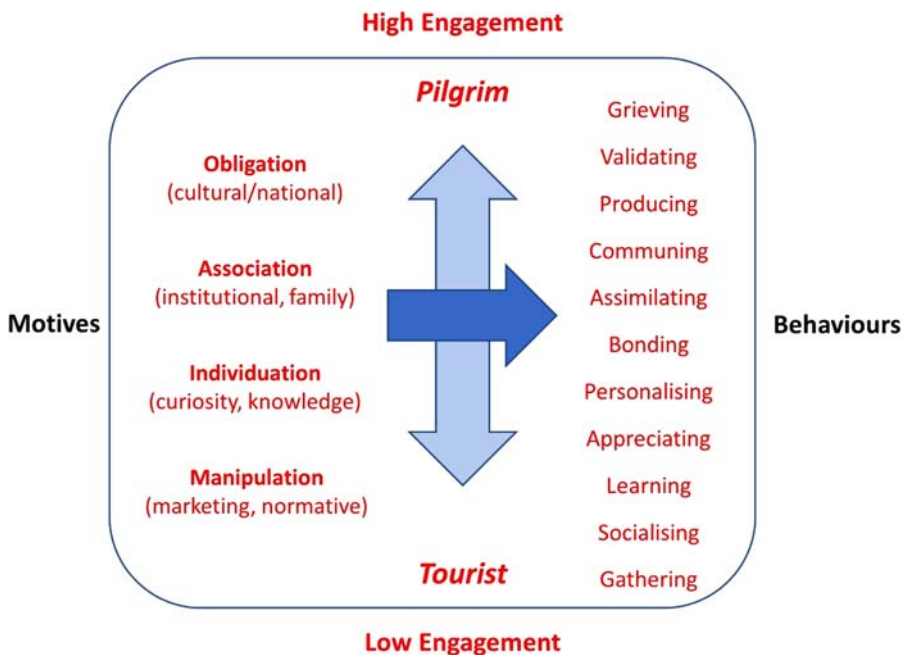 High Engagement
Pilgrim
Motives
Obligation
(cultural/national)
Association
(institutional, family)
Individuation
(curiosity, knowledge)
Manipulation
(marketing, normative)
Grieving
Validating
Producing
Communing
Assimilating
Bonding
Personalising
Appreciating
Learning
Socialising
Gathering
Behaviours
Tourist
Low Engagement